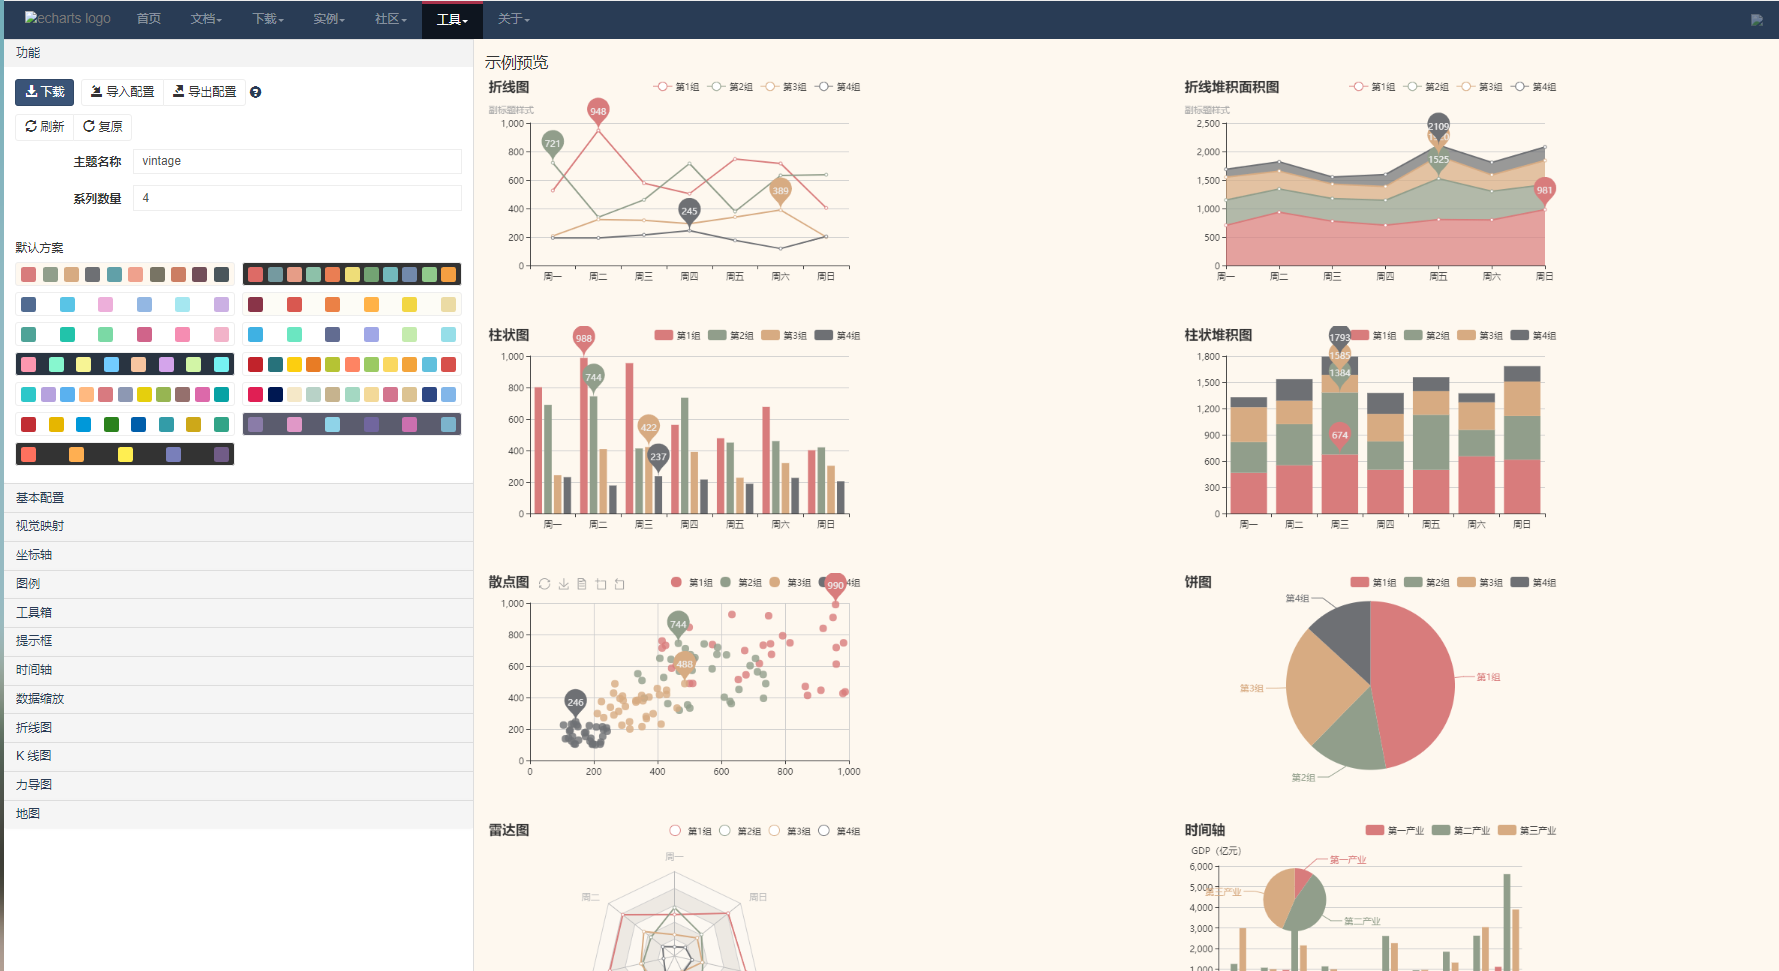 echarts logo 首页 文档 下载 实例 社区 工具 关于
功能
下载 导入配置 导出配置
刷新 复原
主题名称 vintage
系列数量 4
默认方案
基本配置
视觉映射
坐标轴
图例
工具箱
提示框
时间轴
数据缩放
折线图
K 线图
力导图
地图
示例预览
折线图 第1组 第2组 第3组 第4组
副标题样式
948
721
389
245
1,000
800
600
400
200
0
周一 周二 周三 周四 周五 周六 周日
折线堆积面积图 第1组 第2组 第3组 第4组
副标题样式
2109
1525
981
2,500
2,000
1,500
1,000
500
0
周一 周二 周三 周四 周五 周六 周日
柱状图 第1组 第2组 第3组 第4组
988
744
422
237
1,000
800
600
400
200
0
周一 周二 周三 周四 周五 周六 周日
柱状堆积图 第1组 第2组 第3组 第4组
1793
1585
1384
674
1,800
1,500
1,200
900
600
300
0
周一 周二 周三 周四 周五 周六 周日
散点图 第1组 第2组 第3组 4组
990
744
488
246
1,000
800
600
400
200
0
0 200 400 600 800 1,000
饼图 第1组 第2组 第3组 第4组
第4组
第1组
第3组
第2组
雷达图 第1组 第2组 第3组 第4组
周一
周二 周日
时间轴 第一产业 第二产业 第三产业
GDP（亿元）
第一产业
第三产业
第二产业
6,000
5,000
4,000
3,000
2,000
1,000